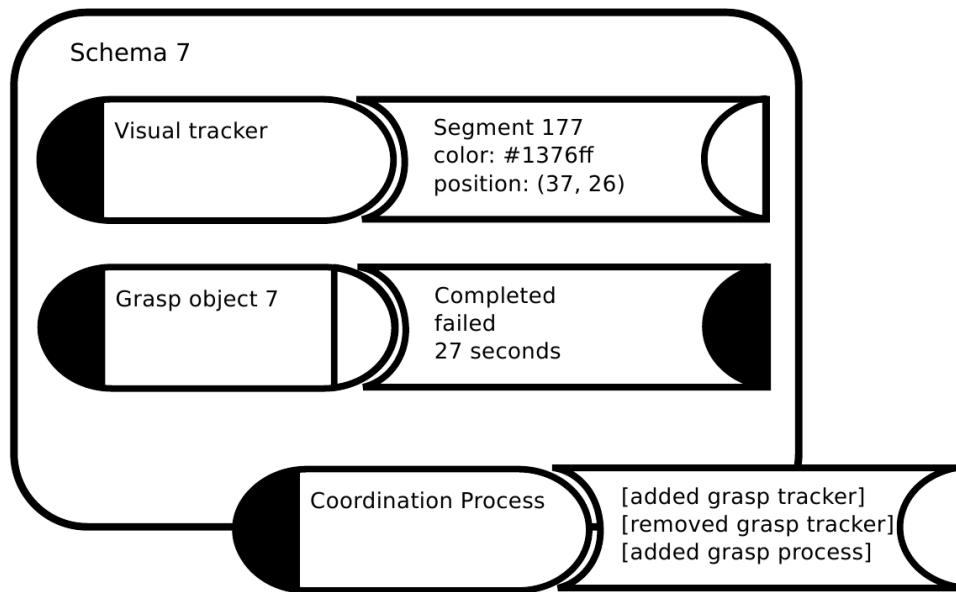 Schema 7
Visual tracker
Segment 177
color: #1376ff
position: (37, 26)
Grasp object 7
Completed
failed
27 seconds
Coordination Process
[added grasp tracker]
[removed grasp tracker]
[added grasp process]